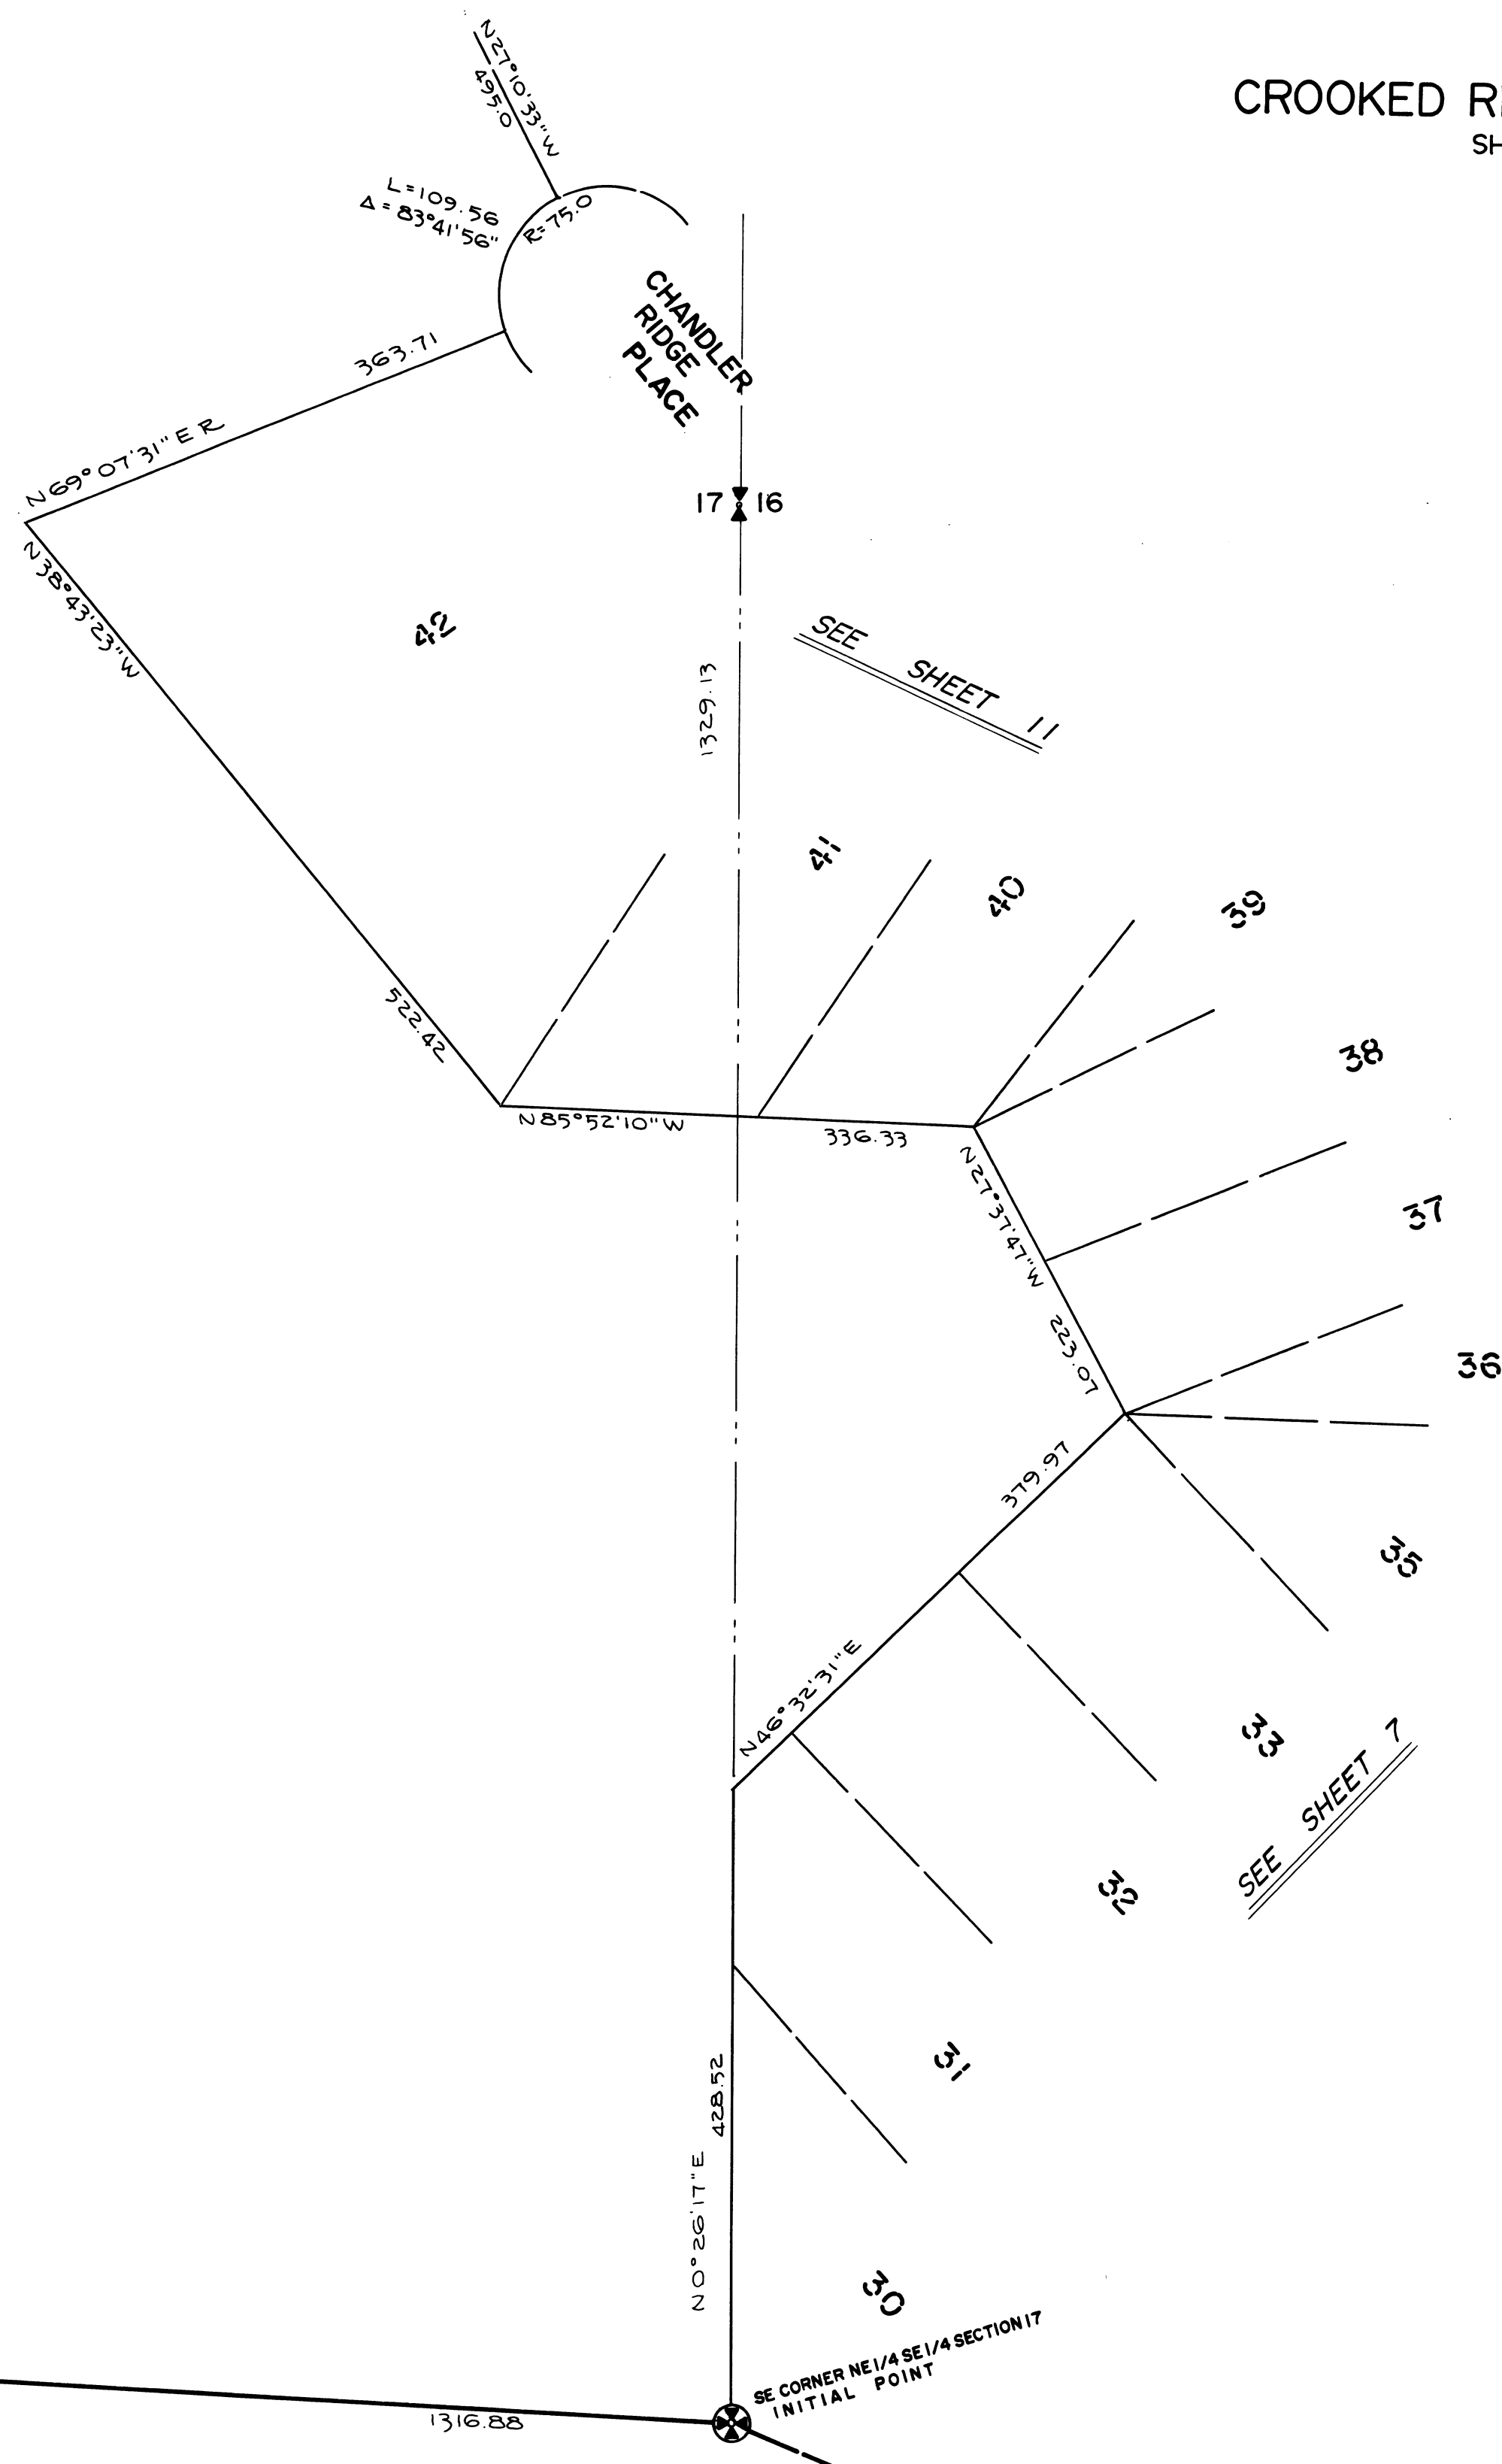 CROOKED
N27°10'33"W
495.0
L=109.56
Δ=83°41'56"
R=75.0
CHANDLER
RIDGE
PLACE
363.71
N69°07'31"E R
17 16
N38°43'23"W
42
SEE SHEET 11
1329.13
41
40
39
522.42
38
N85°52'10"W
336.33
N27°37'47"W
37
223.07
36
379.97
35
N46°32'31"E
33
SEE SHEET 7
32
31
428.52
N0°26'17"E
30
SE CORNER NE1/4 SE1/4 SECTION 17
INITIAL POINT
1316.88